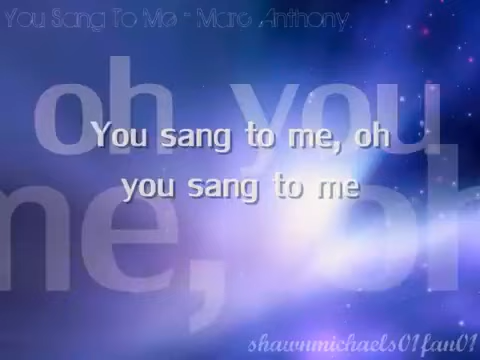 You Sang To Me - Marc Anthony
oh you
You sang to me, oh
you sang to me
me, oh
shawnmichaels01fan01